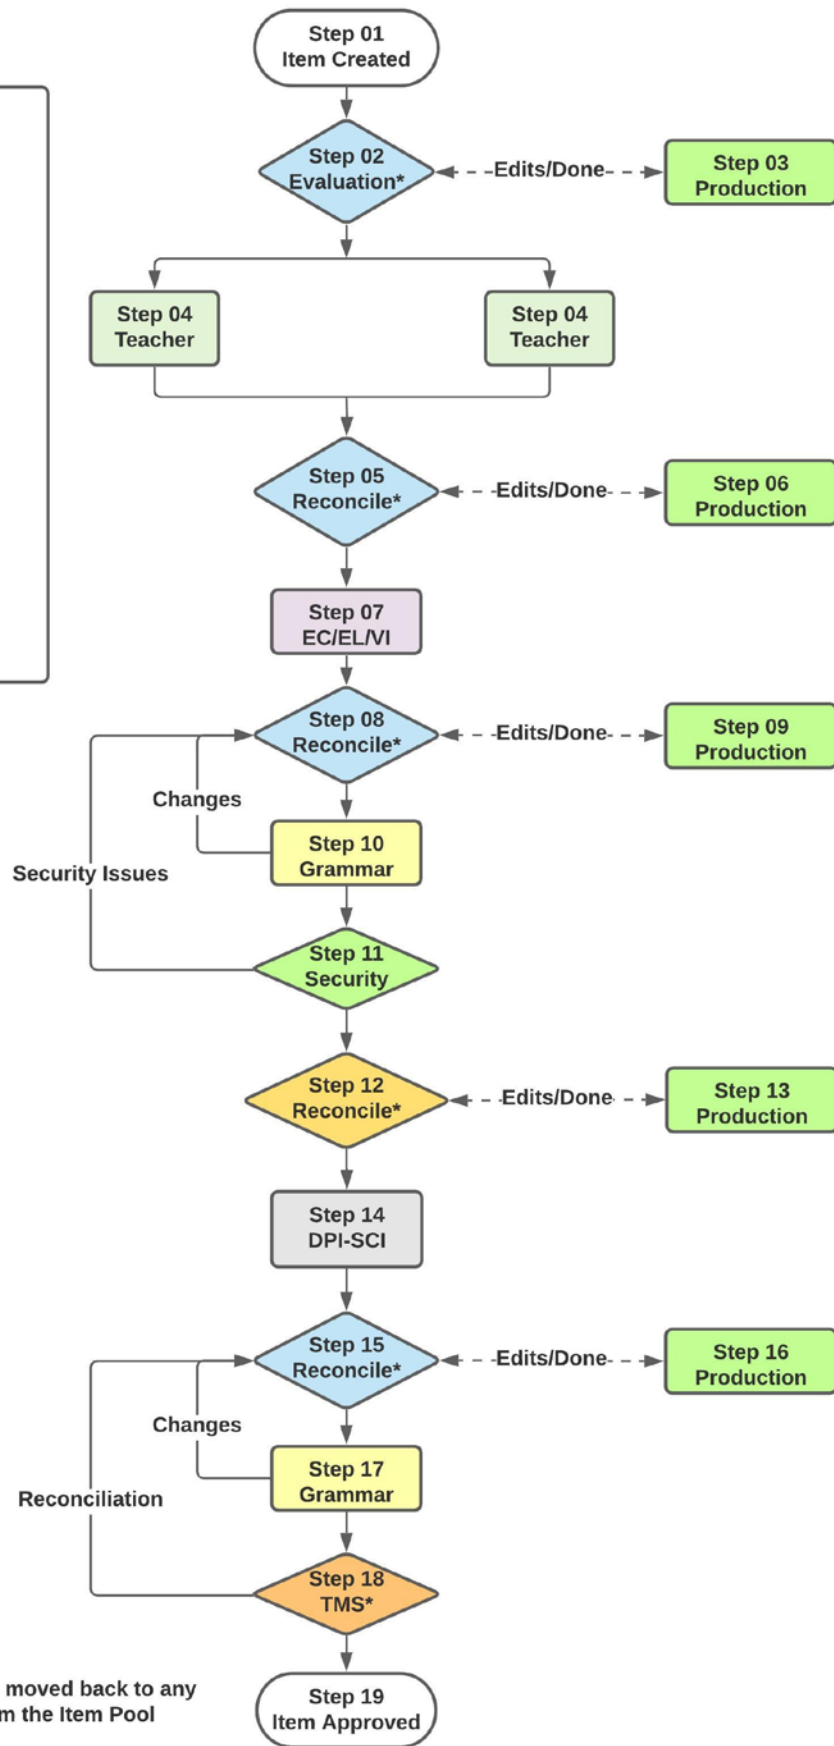 Step 01
Item Created
Step 02
Evaluation*
Edits/Done
Step 03
Production
Step 04
Teacher
Step 04
Teacher
Step 05
Reconcile*
Edits/Done
Step 06
Production
Step 07
EC/EL/VI
Step 08
Reconcile*
Edits/Done
Step 09
Production
Changes
Step 10
Grammar
Security Issues
Step 11
Security
Step 12
Reconcile*
Edits/Done
Step 13
Production
Step 14
DPI-SCI
Step 15
Reconcile*
Edits/Done
Step 16
Production
Changes
Step 17
Grammar
Reconciliation
Step 18
TMS*
moved back to any
m the Item Pool
Step 19
Item Approved